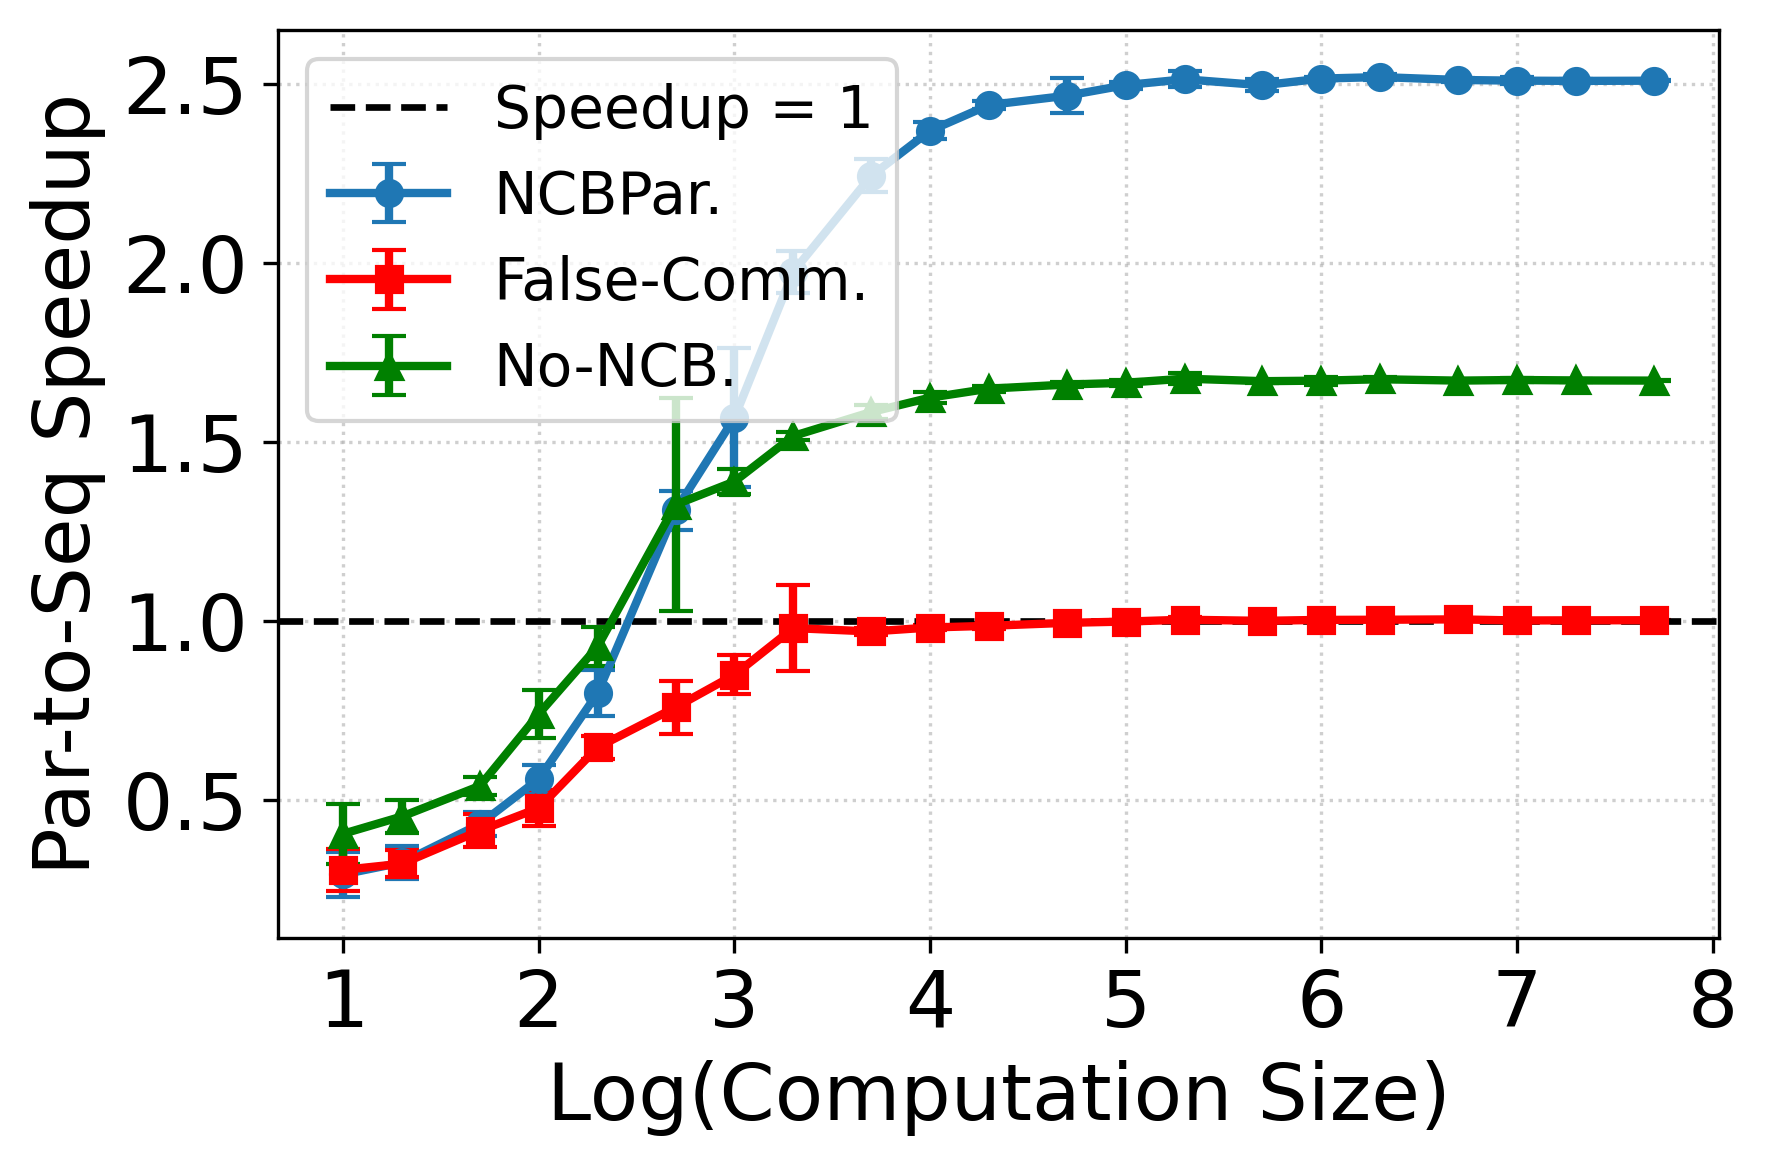 Par-to-Seq Speedup
2.5
2.0
1.5
1.0
0.5
Speedup = 1
NCBPar.
False-Comm.
No-NCB.
1 2 3 4 5 6 7 8
Log(Computation Size)